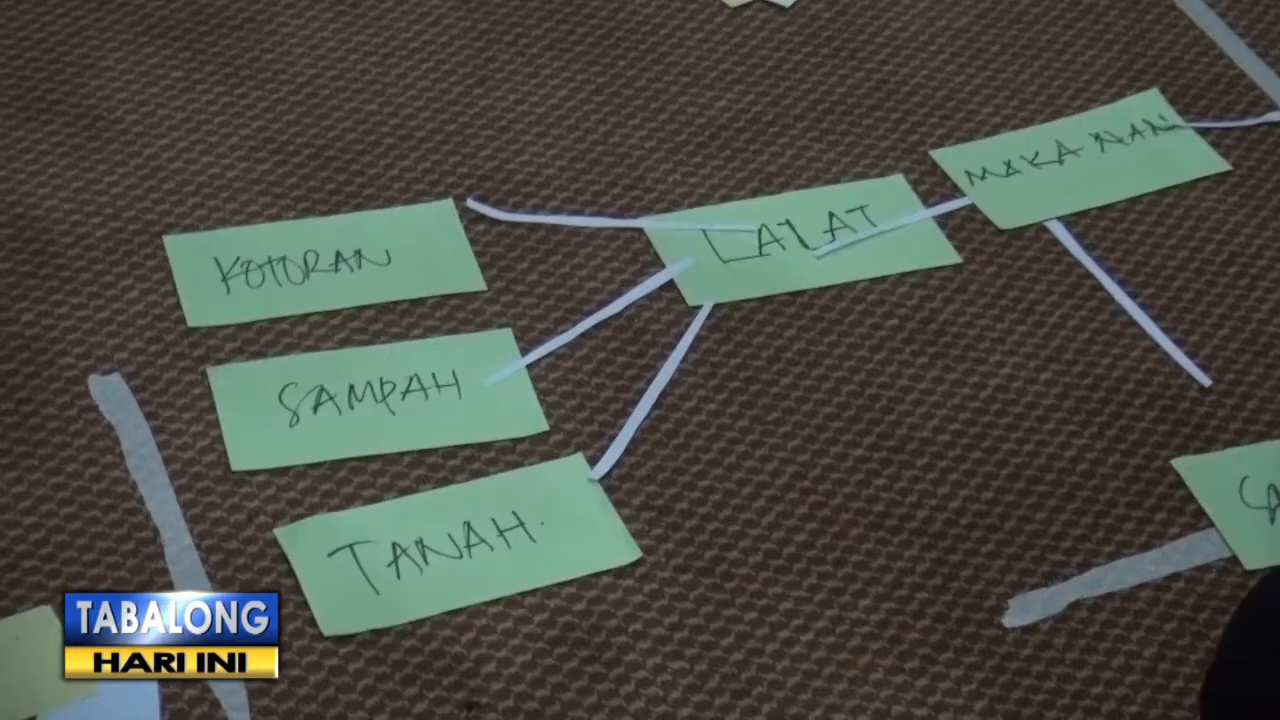 MAKANAN
LALAT
KOTORAN
SAMPAH
TANAH.
TABALONG
HARI INI